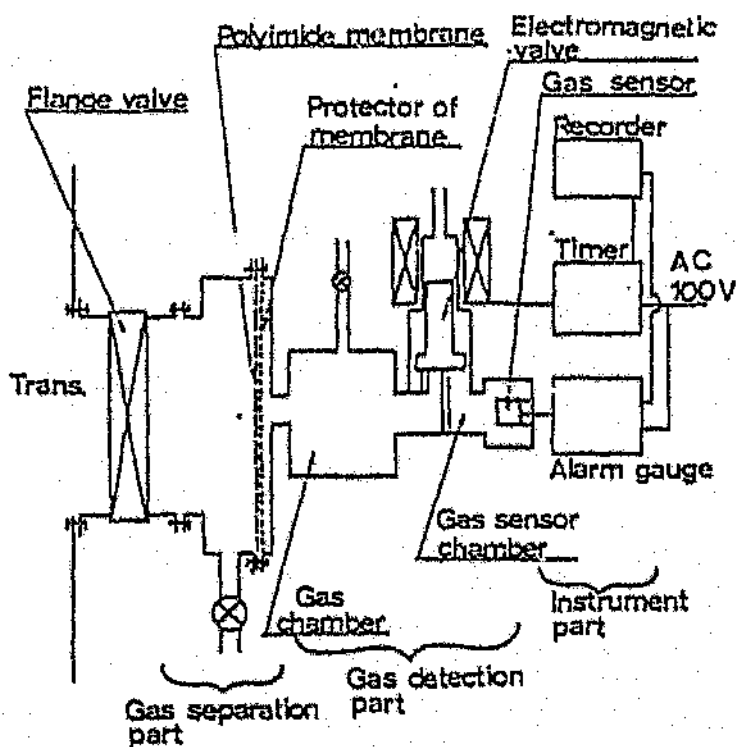 Polyimide membrane
Electromagnetic
valve
Gas sensor
Flange valve
Protector of
membrane
Recorder
Timer
AC
100V
Trans.
Alarm gauge
Gas sensor
chamber
Gas
chamber
Instrument
part
Gas detection
part
Gas separation
part